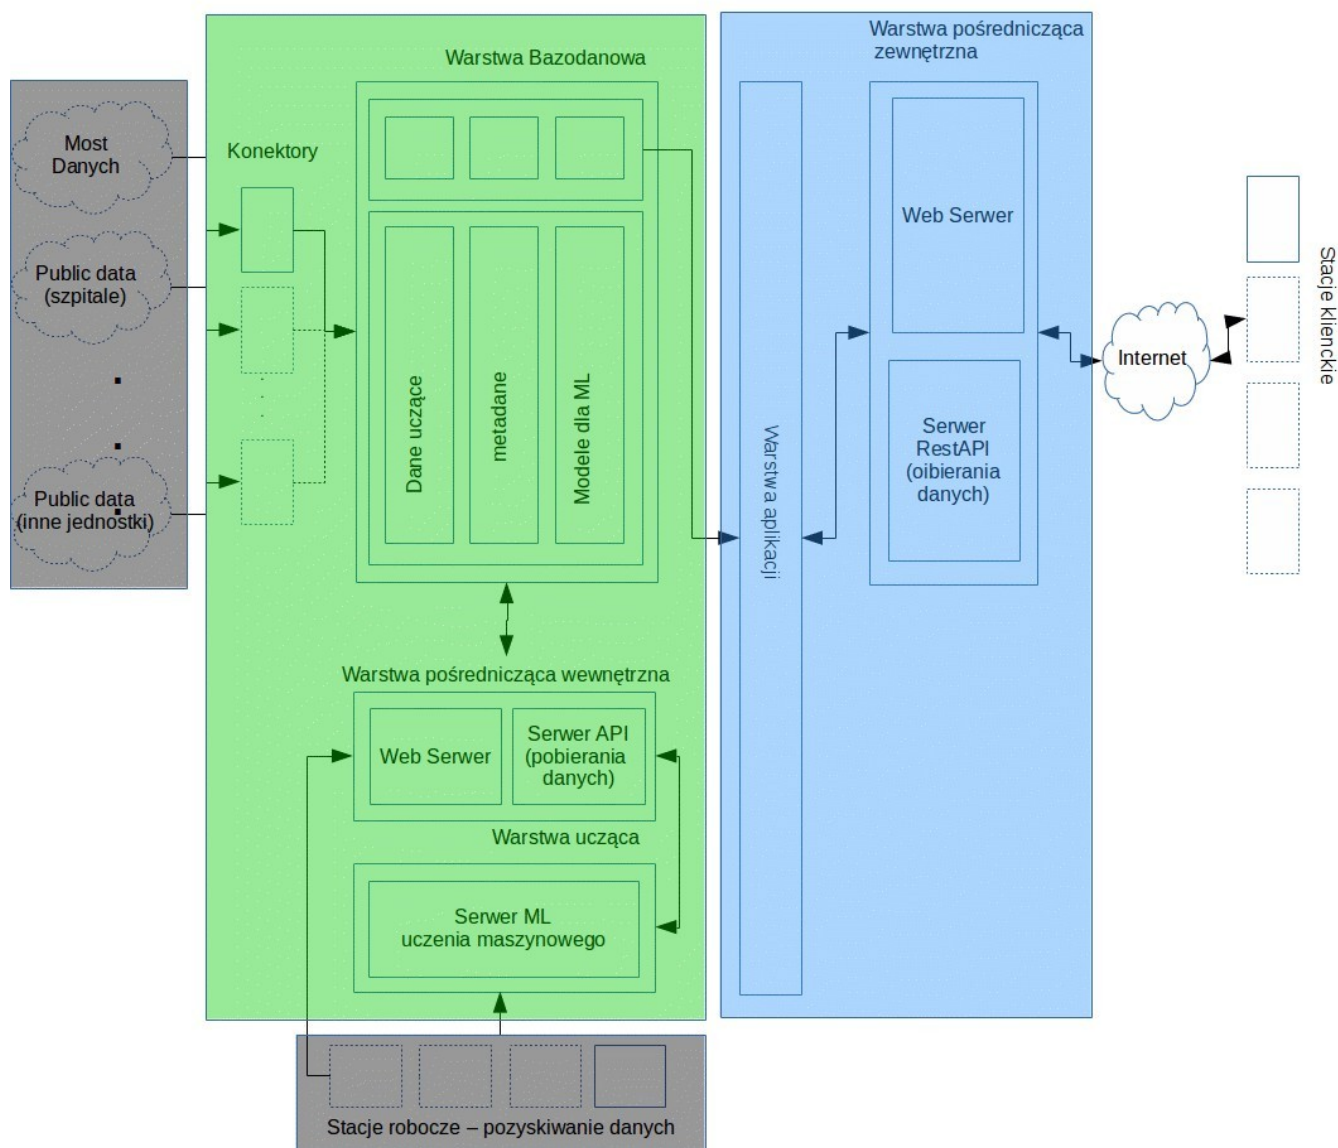 Warstwa Bazodanowa
Warstwa pośrednicząca
zewnętrzna
Most
Danych
Konektory
Public data
(szpitale)
Public data
(inne jednostki)
Dane uczące
metadane
Modele dla ML
Warstwa aplikacji
Web Serwer
Serwer
RestAPI
(oibierania
danych)
Internet
Stacje klienckie
Warstwa pośrednicząca wewnętrzna
Web Serwer
Serwer API
(pobierania
danych)
Warstwa ucząca
Serwer ML
uczenia maszynowego
Stacje robocze – pozyskiwanie danych